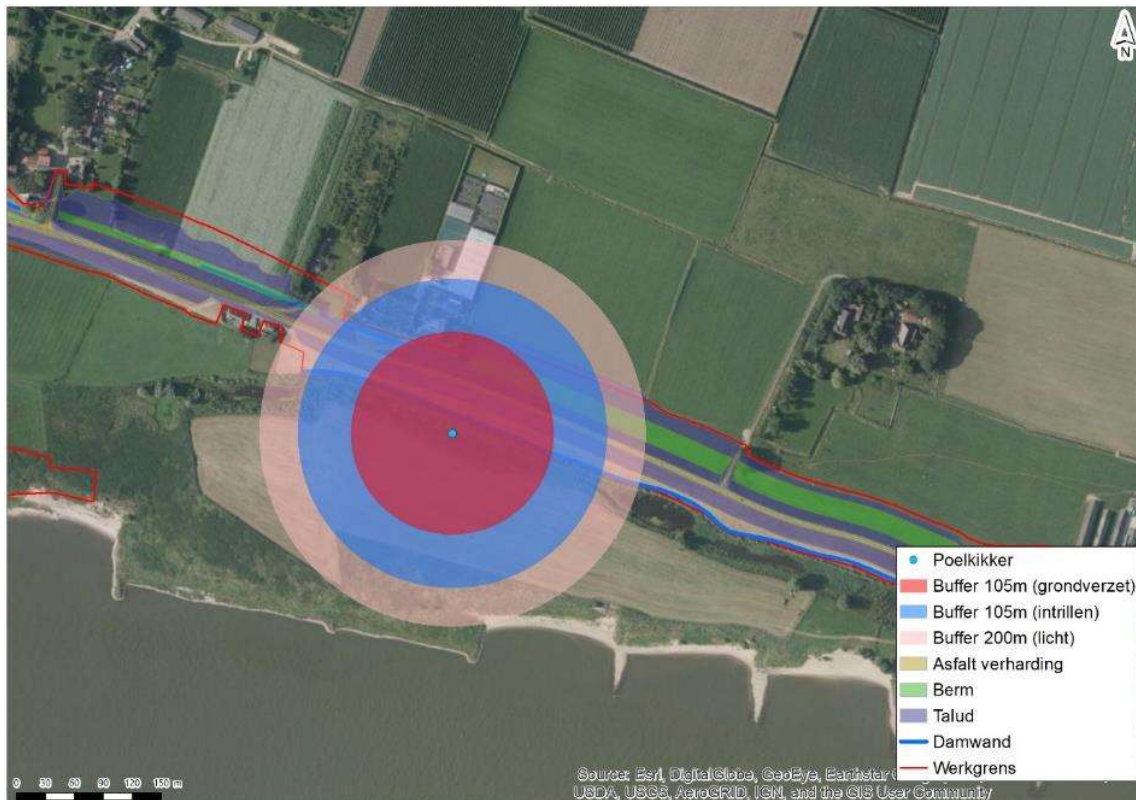 N
Poelkikker
Buffer 105m (grondverzet)
Buffer 105m (intrillen)
Buffer 200m (licht)
Asfalt verharding
Berm
Talud
Damwand
Werkgrens
0 30 60 90 120 150 m
Source: Esri, DigitalGlobe, GeoEye, Earthstar
USDA, USGS, AeroGRID, IGN, and the GIS User Community